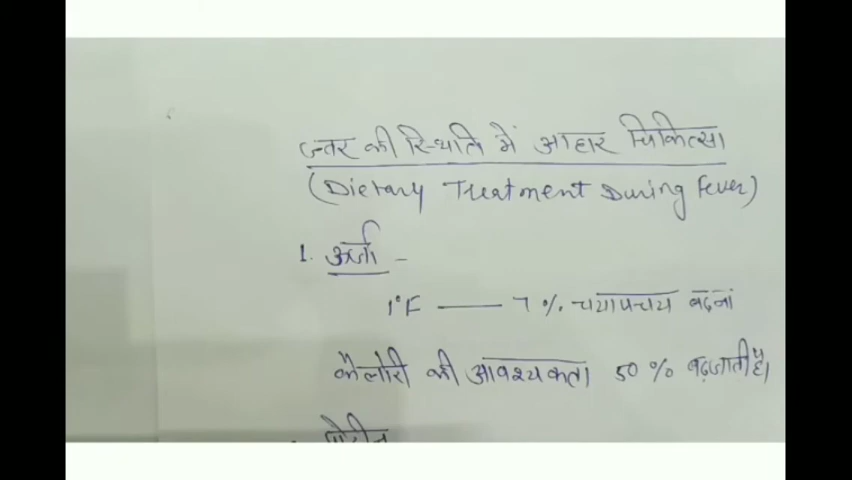 ज्वर की स्थिति में आहार चिकित्सा
(Dietary Treatment During Fever)
1. ऊर्जा –
1°F —— 7 % चयापचय बढ़ना
कैलोरी की आवश्यकता 50 % बढ़ जाती है।
प्रोटीन